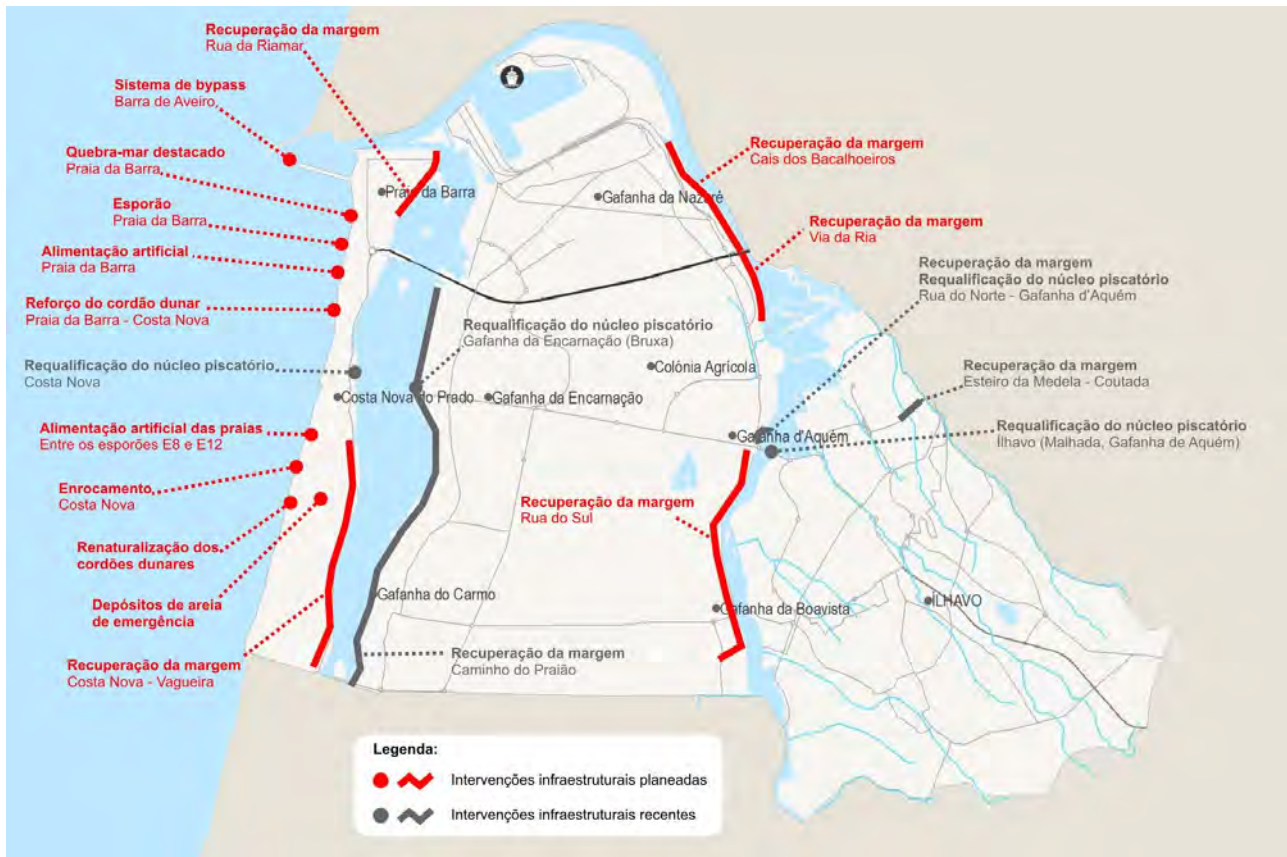 Recuperação da margem
Rua da Riamar
Sistema de bypass
Barra de Aveiro
Quebra-mar destacado
Praia da Barra
Esporão
Praia da Barra
Alimentação artificial
Praia da Barra
Reforço do cordão dunar
Praia da Barra - Costa Nova
Requalificação do núcleo piscatório
Costa Nova
Alimentação artificial das praias
Entre os esporões E8 e E12
Enrocamento
Costa Nova
Renaturalização dos
cordões dunares
Depósitos de areia
de emergência
Recuperação da margem
Costa Nova - Vagueira
Praia da Barra
Gafanha da Nazaré
Recuperação da margem
Cais dos Bacalhoeiros
Recuperação da margem
Via da Ria
Recuperação da margem
Requalificação do núcleo piscatório
Rua do Norte - Gafanha d'Aquém
Requalificação do núcleo piscatório
Gafanha da Encarnação (Bruxa)
Colónia Agrícola
Recuperação da margem
Esteiro da Medela - Coutada
Costa Nova do Prado
Gafanha da Encarnação
Gafanha d'Aquém
Requalificação do núcleo piscatório
Ílhavo (Malhada, Gafanha de Aquém)
Recuperação da margem
Rua do Sul
Gafanha do Carmo
Gafanha da Boavista
ÍLHAVO
Recuperação da margem
Caminho do Praião
Legenda:
Intervenções infraestruturais planeadas
Intervenções infraestruturais recentes